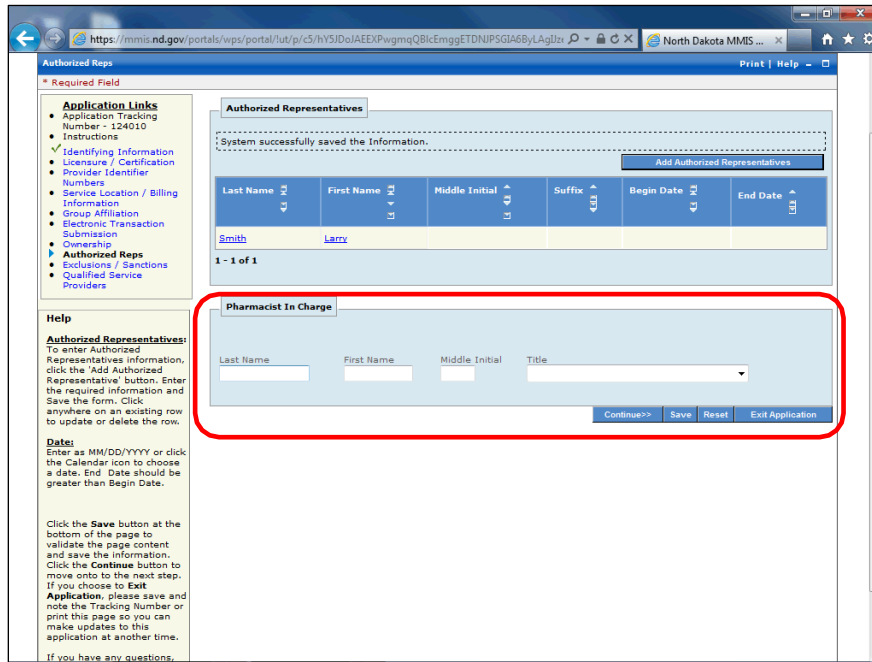 https://mmis.nd.gov/portals/wps/portal/!ut/p/c5/
North Dakota MMIS ...
Authorized Reps
Print | Help
* Required Field
Application Links
Application Tracking
Number - 124010
Instructions
Identifying Information
Licensure / Certification
Provider Identifier
Numbers
Service Location / Billing
Information
Group Affiliation
Electronic Transaction
Submission
Ownership
Authorized Reps
Exclusions / Sanctions
Qualified Service
Providers
Help
Authorized Representatives:
To enter Authorized
Representatives information,
click the 'Add Authorized
Representative' button. Enter
the required information and
Save the form. Click
anywhere on an existing row
to update or delete the row.
Date:
Enter as MM/DD/YYYY or click
the Calendar icon to choose
a date. End Date should be
greater than Begin Date.
Click the Save button at the
bottom of the page to
validate the page content
and save the information.
Click the Continue button to
move onto to the next step.
If you choose to Exit
Application, please save and
note the Tracking Number or
print this page so you can
make updates to this
application at another time.
If you have any questions,
Authorized Representatives
System successfully saved the Information.
Add Authorized Representatives
Last Name First Name Middle Initial Suffix Begin Date End Date
Smith Larry
1 - 1 of 1
Pharmacist In Charge
Last Name First Name Middle Initial Title
Continue>> Save Reset Exit Application